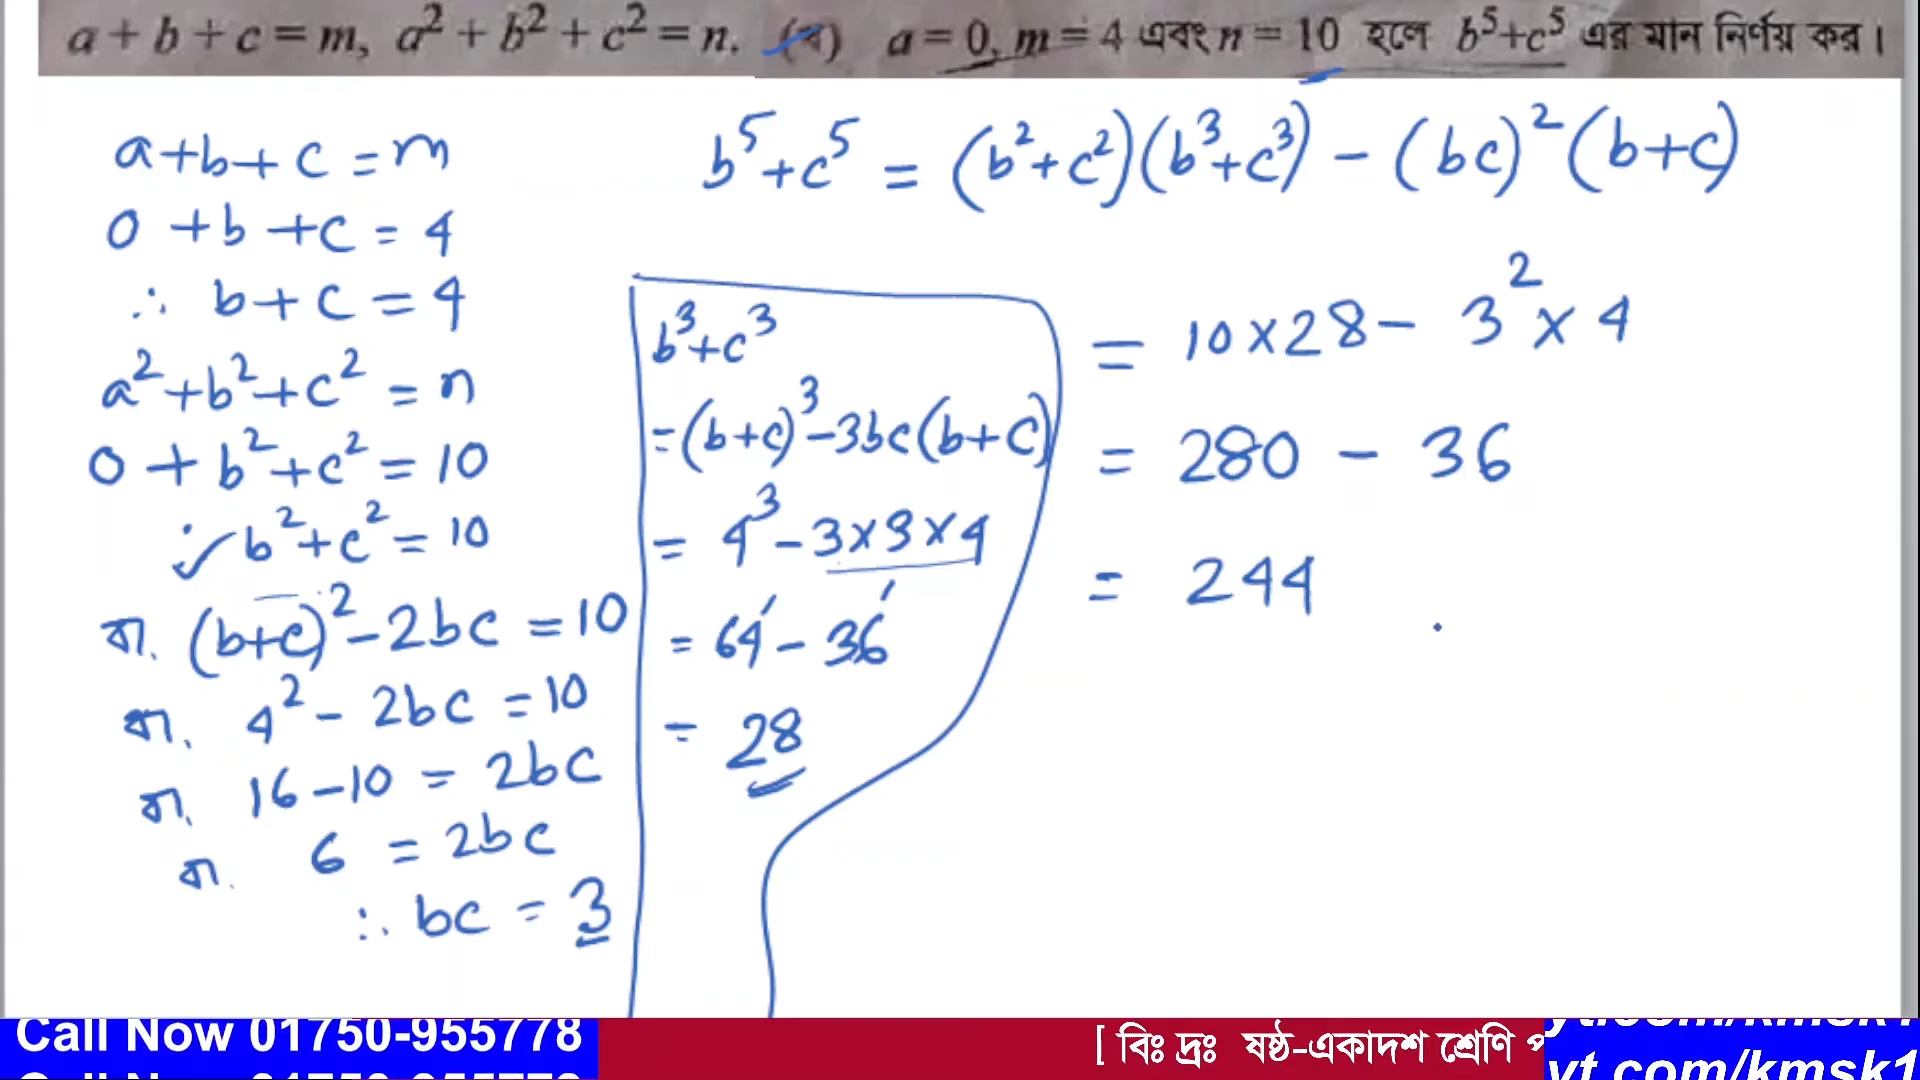 a + b + c = m, a² + b² + c² = n. (খ) a = 0, m = 4 এবং n = 10 হলে b⁵+c⁵ এর মান নির্ণয় কর।
a+b+c = m
0 + b + c = 4
∴ b + c = 4
a² + b² + c² = n
0 + b² + c² = 10
∴ b² + c² = 10
বা. (b+c)² - 2bc = 10
বা. 4² - 2bc = 10
বা. 16 - 10 = 2bc
বা. 6 = 2bc
∴ bc = 3
b³ + c³
= (b+c)³ - 3bc(b+c)
= 4³ - 3×3×4
= 64 - 36
= 28
b⁵ + c⁵ = (b² + c²)(b³ + c³) - (bc)² (b+c)
= 10×28 - 3² × 4
= 280 - 36
= 244
Call Now 01750-955778
[ বিঃ দ্রঃ ষষ্ঠ-একাদশ শ্রেণি
yt.com/kmsk1